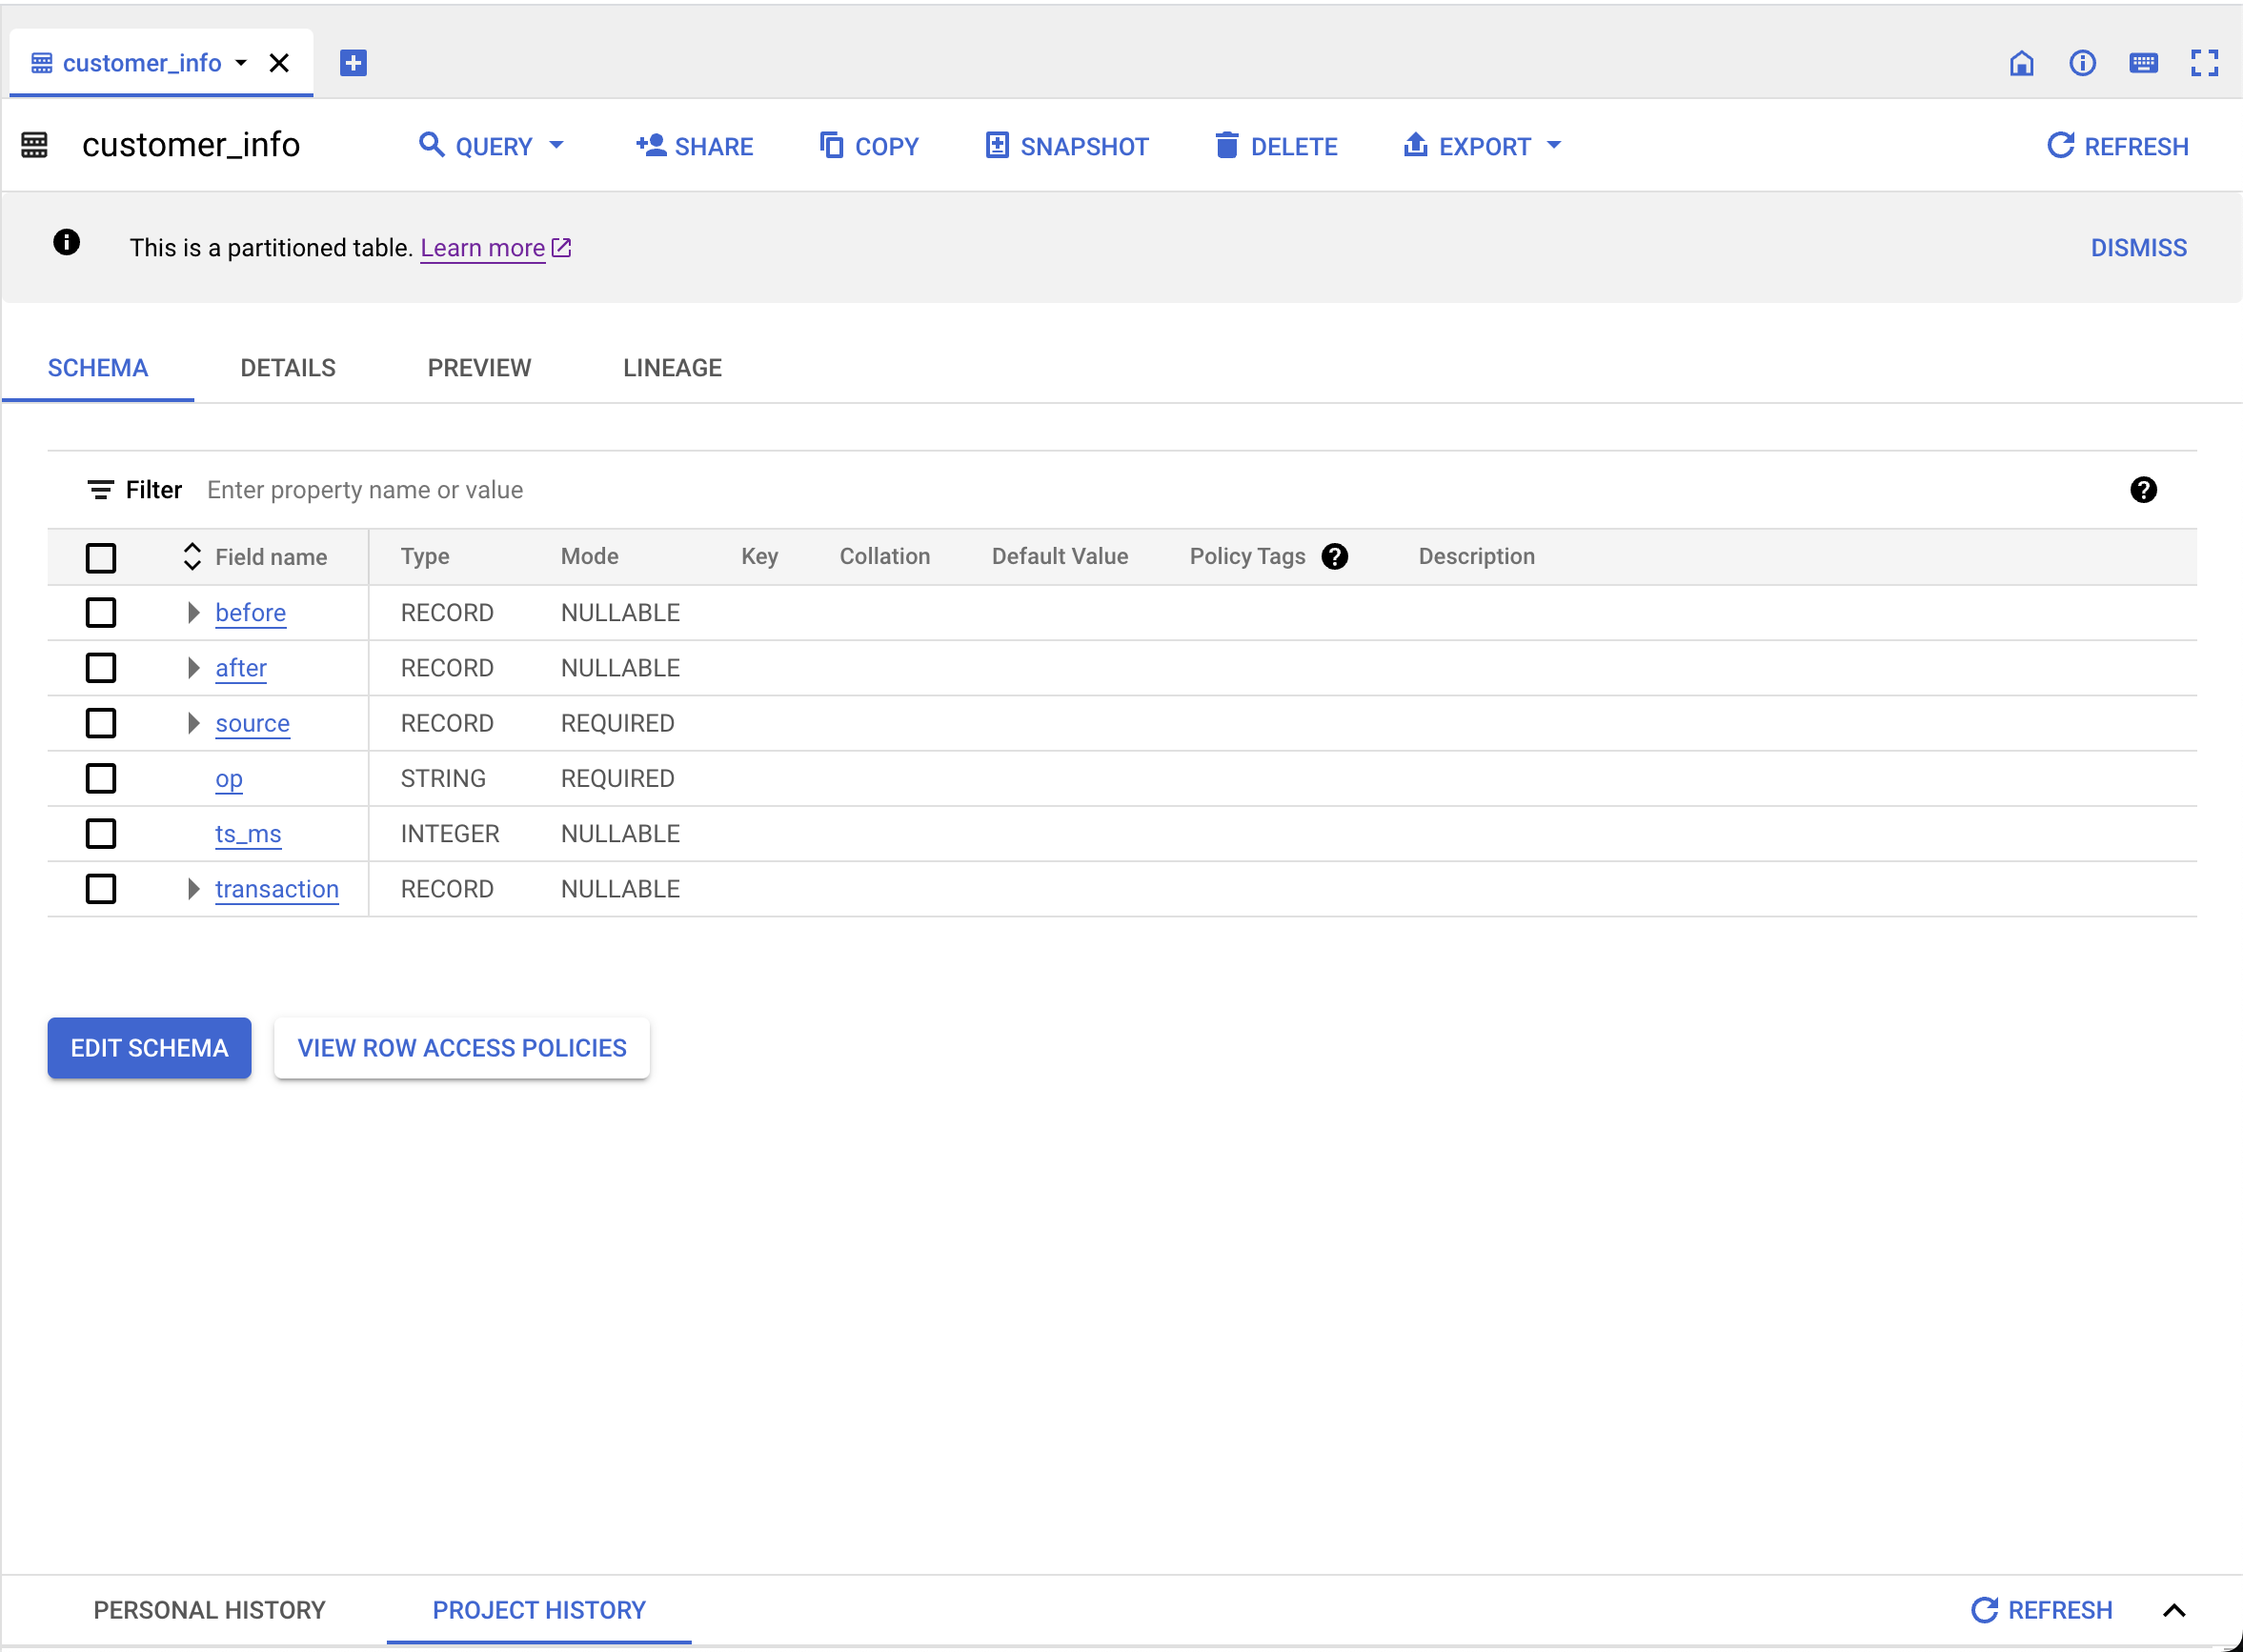 customer_info
customer_info QUERY SHARE COPY SNAPSHOT DELETE EXPORT REFRESH
This is a partitioned table. Learn more DISMISS
SCHEMA DETAILS PREVIEW LINEAGE
Filter Enter property name or value
Field name Type Mode Key Collation Default Value Policy Tags Description
before RECORD NULLABLE
after RECORD NULLABLE
source RECORD REQUIRED
op STRING REQUIRED
ts_ms INTEGER NULLABLE
transaction RECORD NULLABLE
EDIT SCHEMA VIEW ROW ACCESS POLICIES
PERSONAL HISTORY PROJECT HISTORY REFRESH